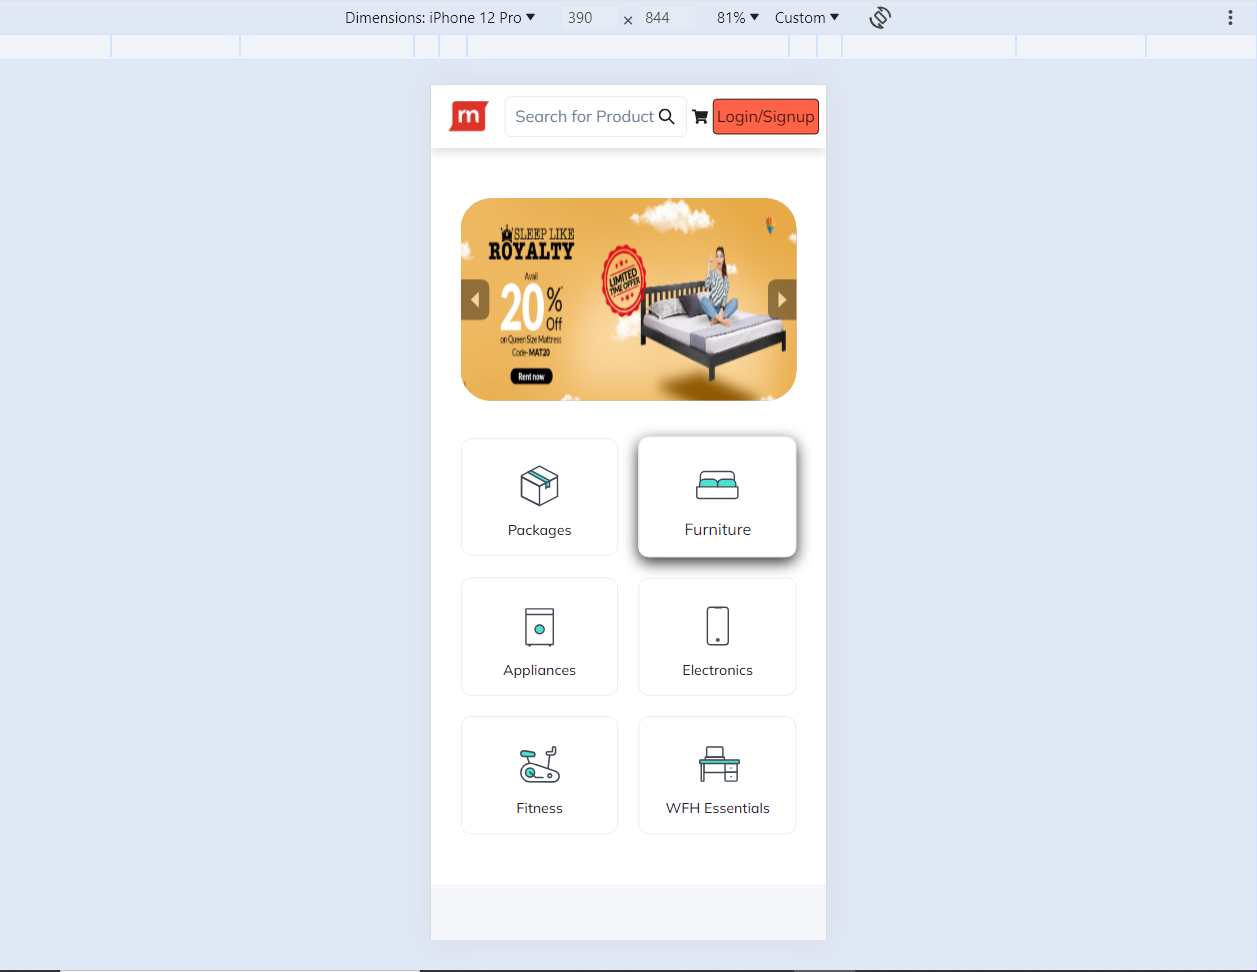 Dimensions: iPhone 12 Pro 390 × 844 81% Custom
m Search for Product Login/Signup
SLEEP LIKE
ROYALTY
Avail
20% Off
on Queen Size Mattress
Code-MAT20
Rent now
LIMITED
TIME OFFER
Packages Furniture
Appliances Electronics
Fitness WFH Essentials